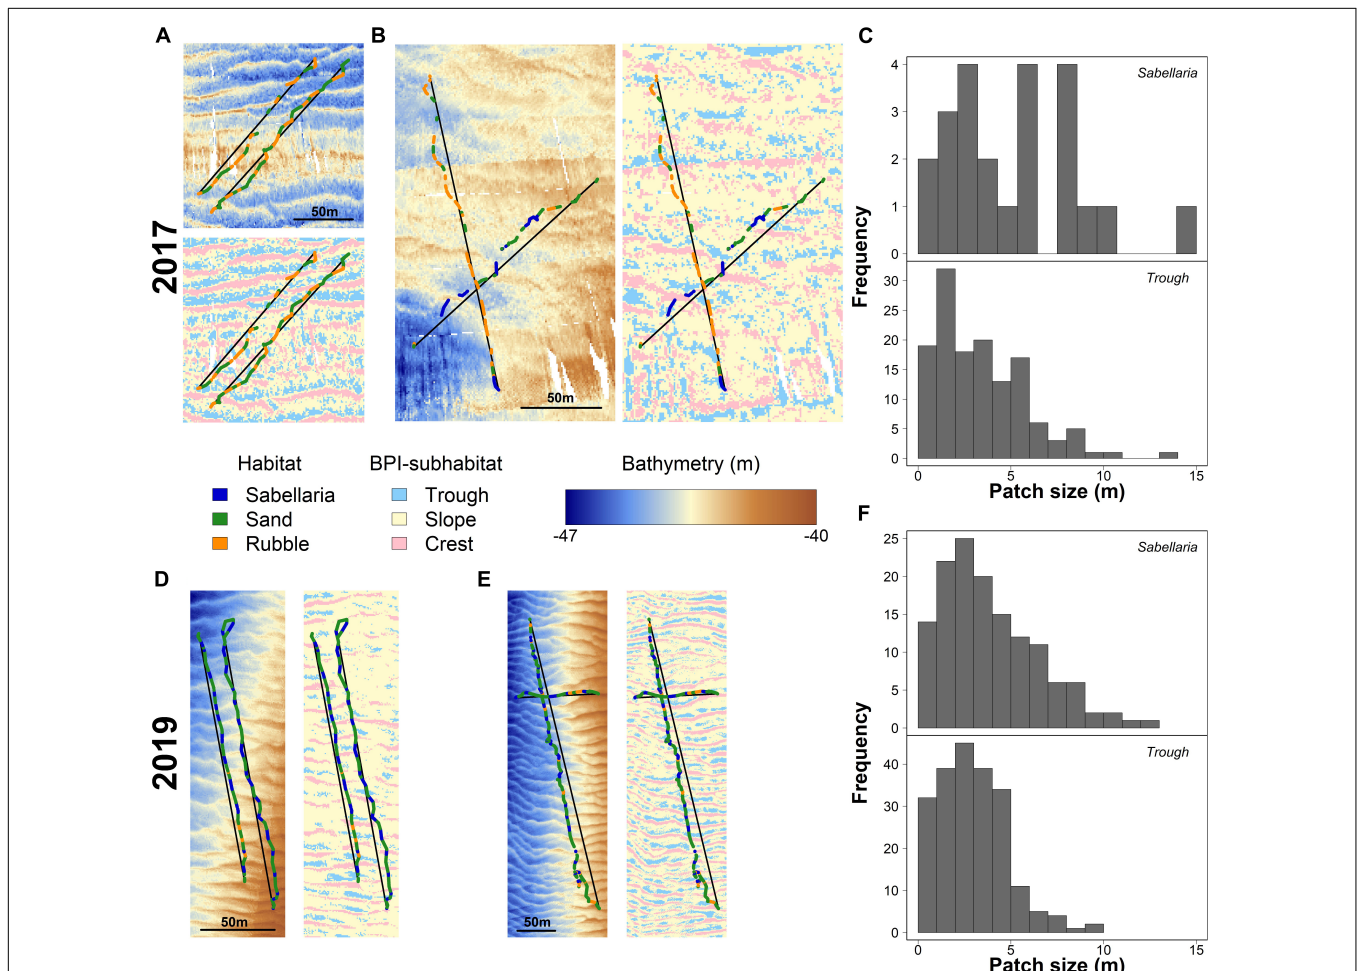 A
B
C
2017
50m
50m
Frequency
4
3
2
1
0
Sabellaria
30
25
20
15
10
5
0
Trough
0
5
10
15
Patch size (m)
Habitat
Sabellaria
Sand
Rubble
BPI-subhabitat
Trough
Slope
Crest
Bathymetry (m)
-47
-40
D
E
F
2019
50m
50m
Frequency
25
20
15
10
5
0
Sabellaria
40
30
20
10
0
Trough
0
5
10
15
Patch size (m)